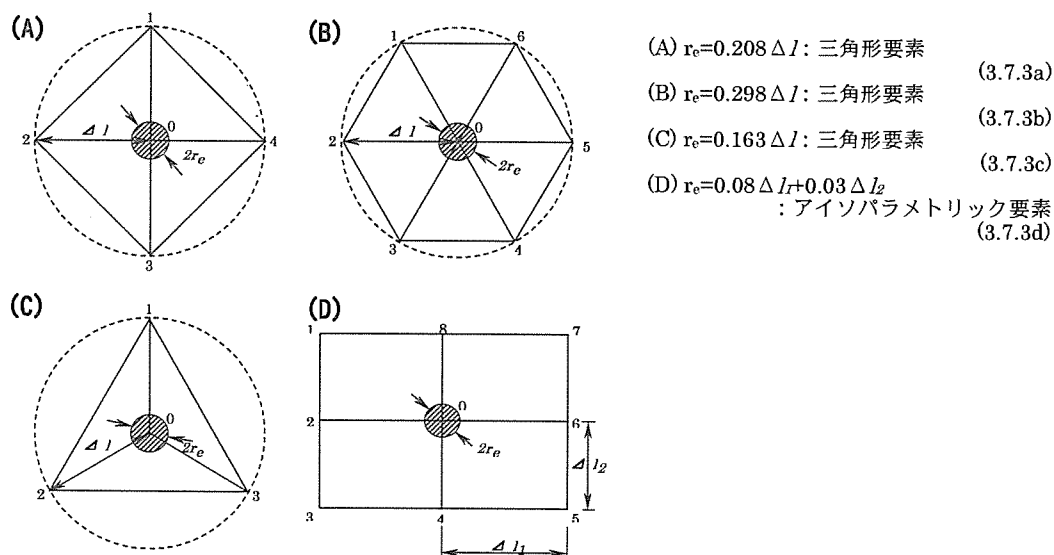 (A)
1
2
3
4
0
Δl
2re
(B)
1
6
2
5
3
4
0
Δl
2re
(A) re=0.208Δl: 三角形要素
(3.7.3a)
(B) re=0.298Δl: 三角形要素
(3.7.3b)
(C) re=0.163Δl: 三角形要素
(3.7.3c)
(D) re=0.08Δl1+0.03Δl2
: アイソパラメトリック要素
(3.7.3d)
(C)
1
2
3
0
Δl
2re
(D)
1
8
7
2
0
6
2re
Δl2
3
4
5
Δl1